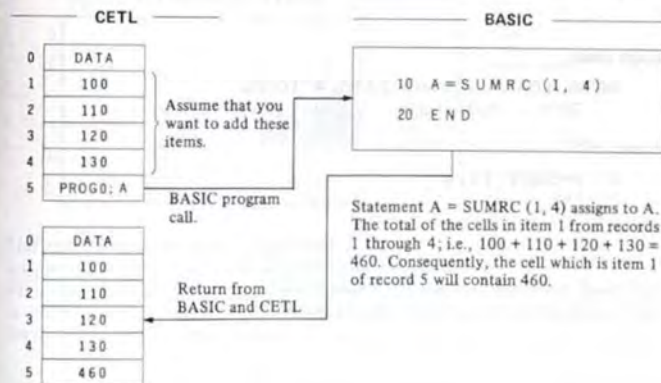 CETL
0 DATA
1 100
2 110
3 120
4 130
5 PROG0; A
Assume that you
want to add these
items.
BASIC program
call.
0 DATA
1 100
2 110
3 120
4 130
5 460
Return from
BASIC and CETL
BASIC
10 A=SUMRC (1, 4)
20 END
Statement A = SUMRC (1, 4) assigns to A.
The total of the cells in item 1 from records
1 through 4; i.e., 100 + 110 + 120 + 130 =
460. Consequently, the cell which is item 1
of record 5 will contain 460.